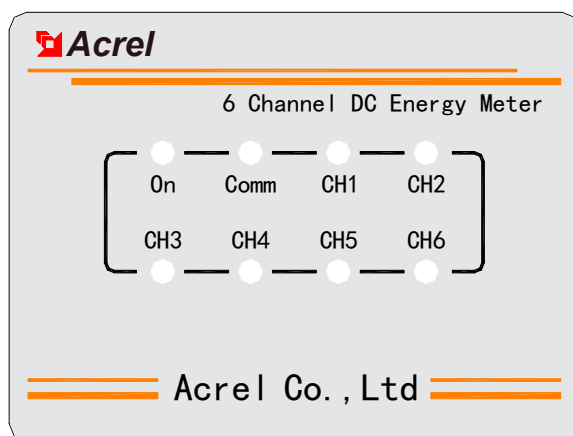 Acrel
6 Channel DC Energy Meter
On Comm CH1 CH2
CH3 CH4 CH5 CH6
Acrel Co.,Ltd